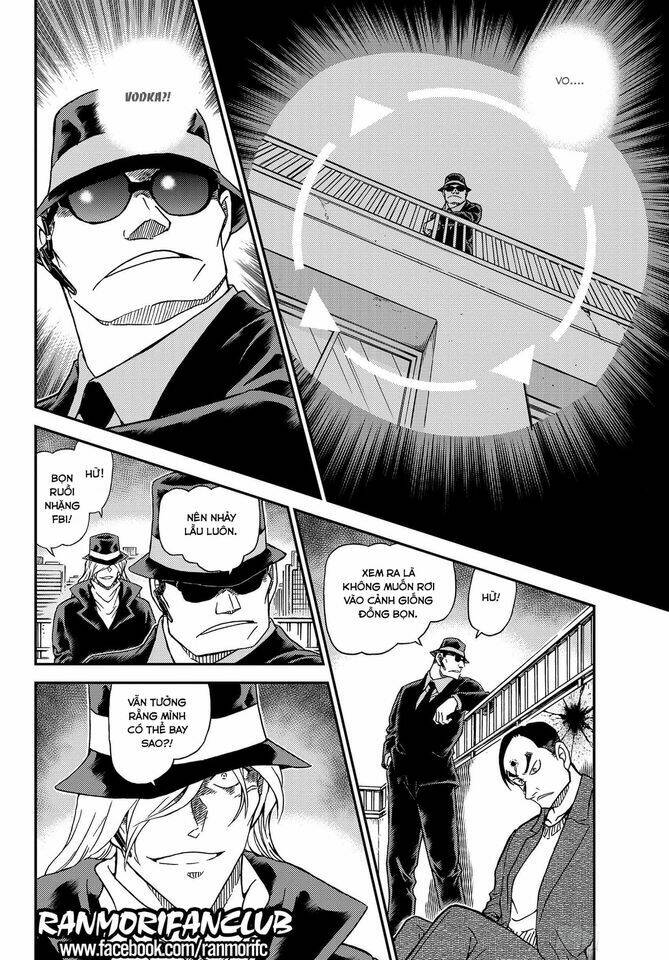 VO....
VODKA?!
HỪ!
XEM RA LÀ
KHÔNG MUỐN RƠI
VÀO CẢNH GIỐNG
ĐỒNG BỌN.
NÊN NHẢY
LẦU LUÔN.
HỪ!
BỌN
RUỒI
NHẶNG
FBI!
VẪN TƯỞNG
RẰNG MÌNH
CÓ THỂ BAY
SAO?!
RANMORIFANCLUB
www.facebook.com/ranmorifc